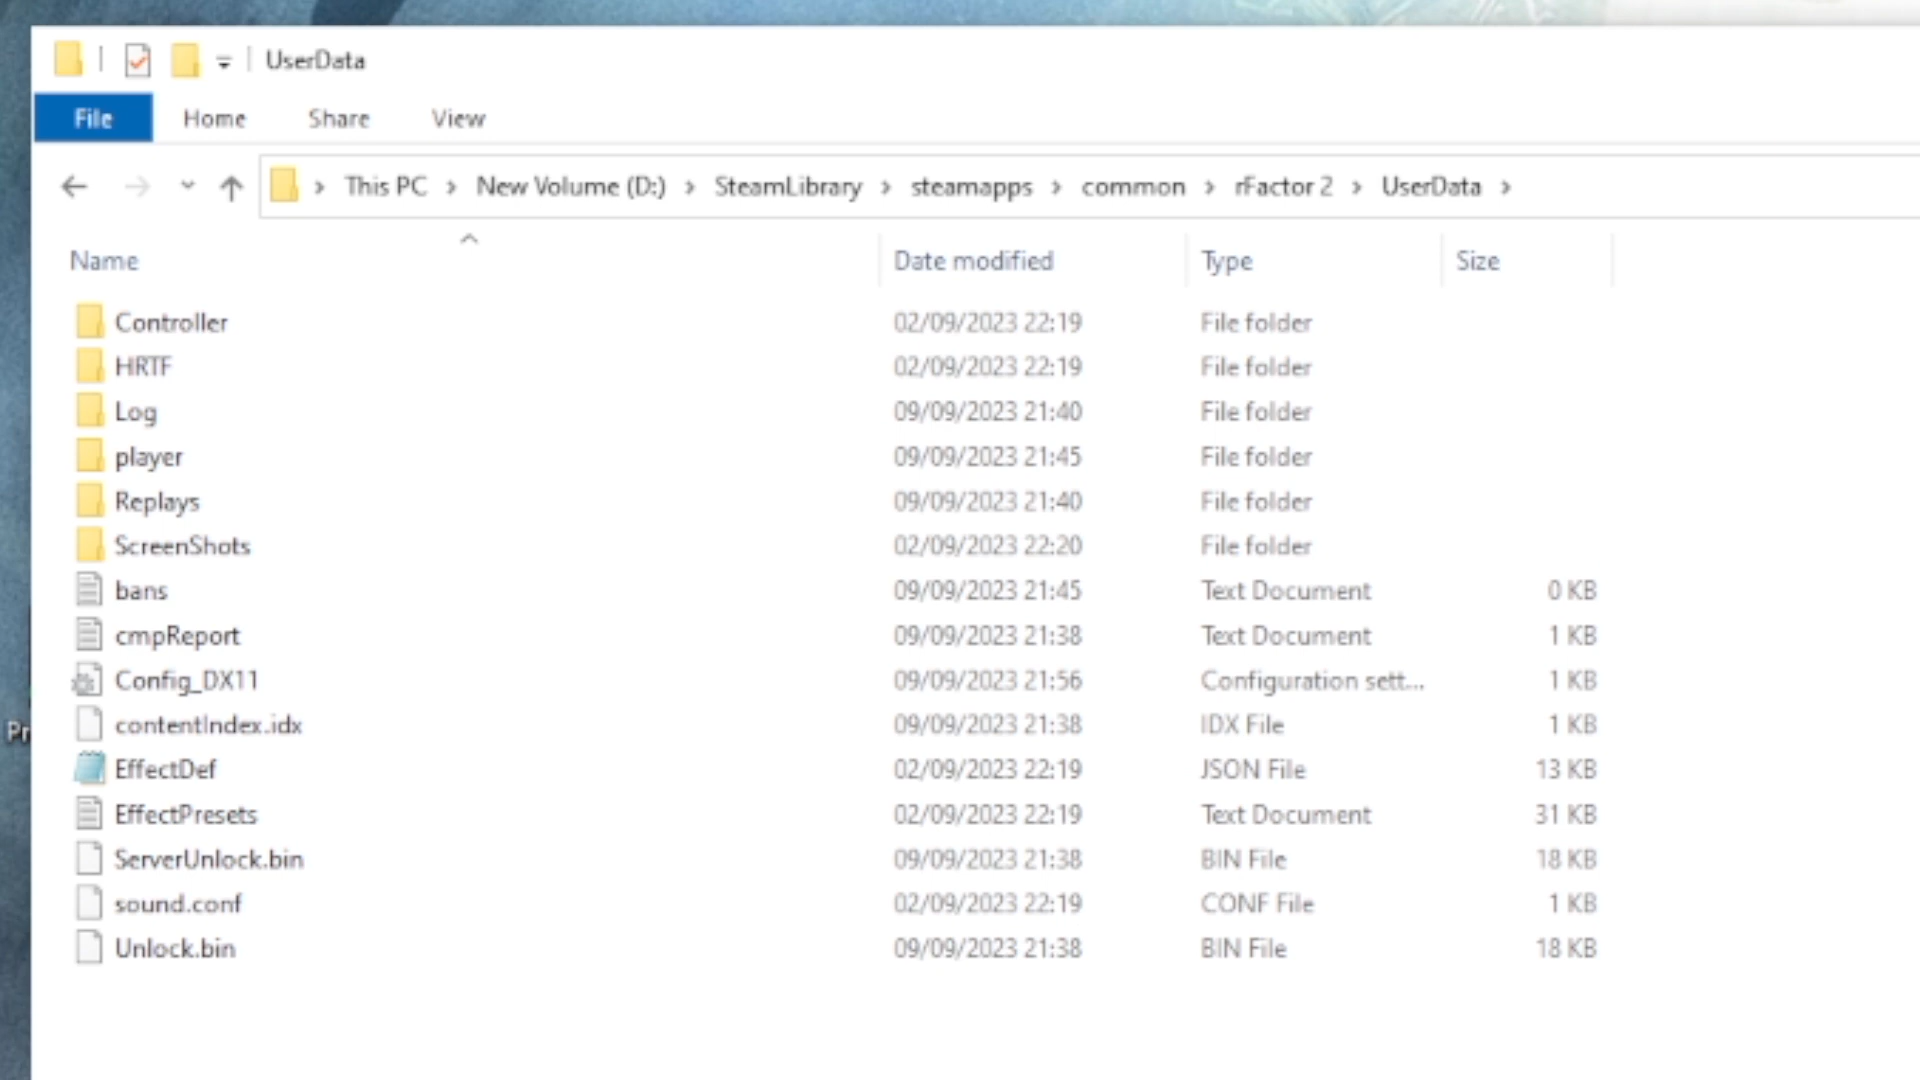 UserData
File Home Share View
This PC > New Volume (D:) > SteamLibrary > steamapps > common > rFactor 2 > UserData >
Name Date modified Type Size
Controller 02/09/2023 22:19 File folder
HRTF 02/09/2023 22:19 File folder
Log 09/09/2023 21:40 File folder
player 09/09/2023 21:45 File folder
Replays 09/09/2023 21:40 File folder
ScreenShots 02/09/2023 22:20 File folder
bans 09/09/2023 21:45 Text Document 0 KB
cmpReport 09/09/2023 21:38 Text Document 1 KB
Config_DX11 09/09/2023 21:56 Configuration sett... 1 KB
contentIndex.idx 09/09/2023 21:38 IDX File 1 KB
Pr
EffectDef 02/09/2023 22:19 JSON File 13 KB
EffectPresets 02/09/2023 22:19 Text Document 31 KB
ServerUnlock.bin 09/09/2023 21:38 BIN File 18 KB
sound.conf 02/09/2023 22:19 CONF File 1 KB
Unlock.bin 09/09/2023 21:38 BIN File 18 KB